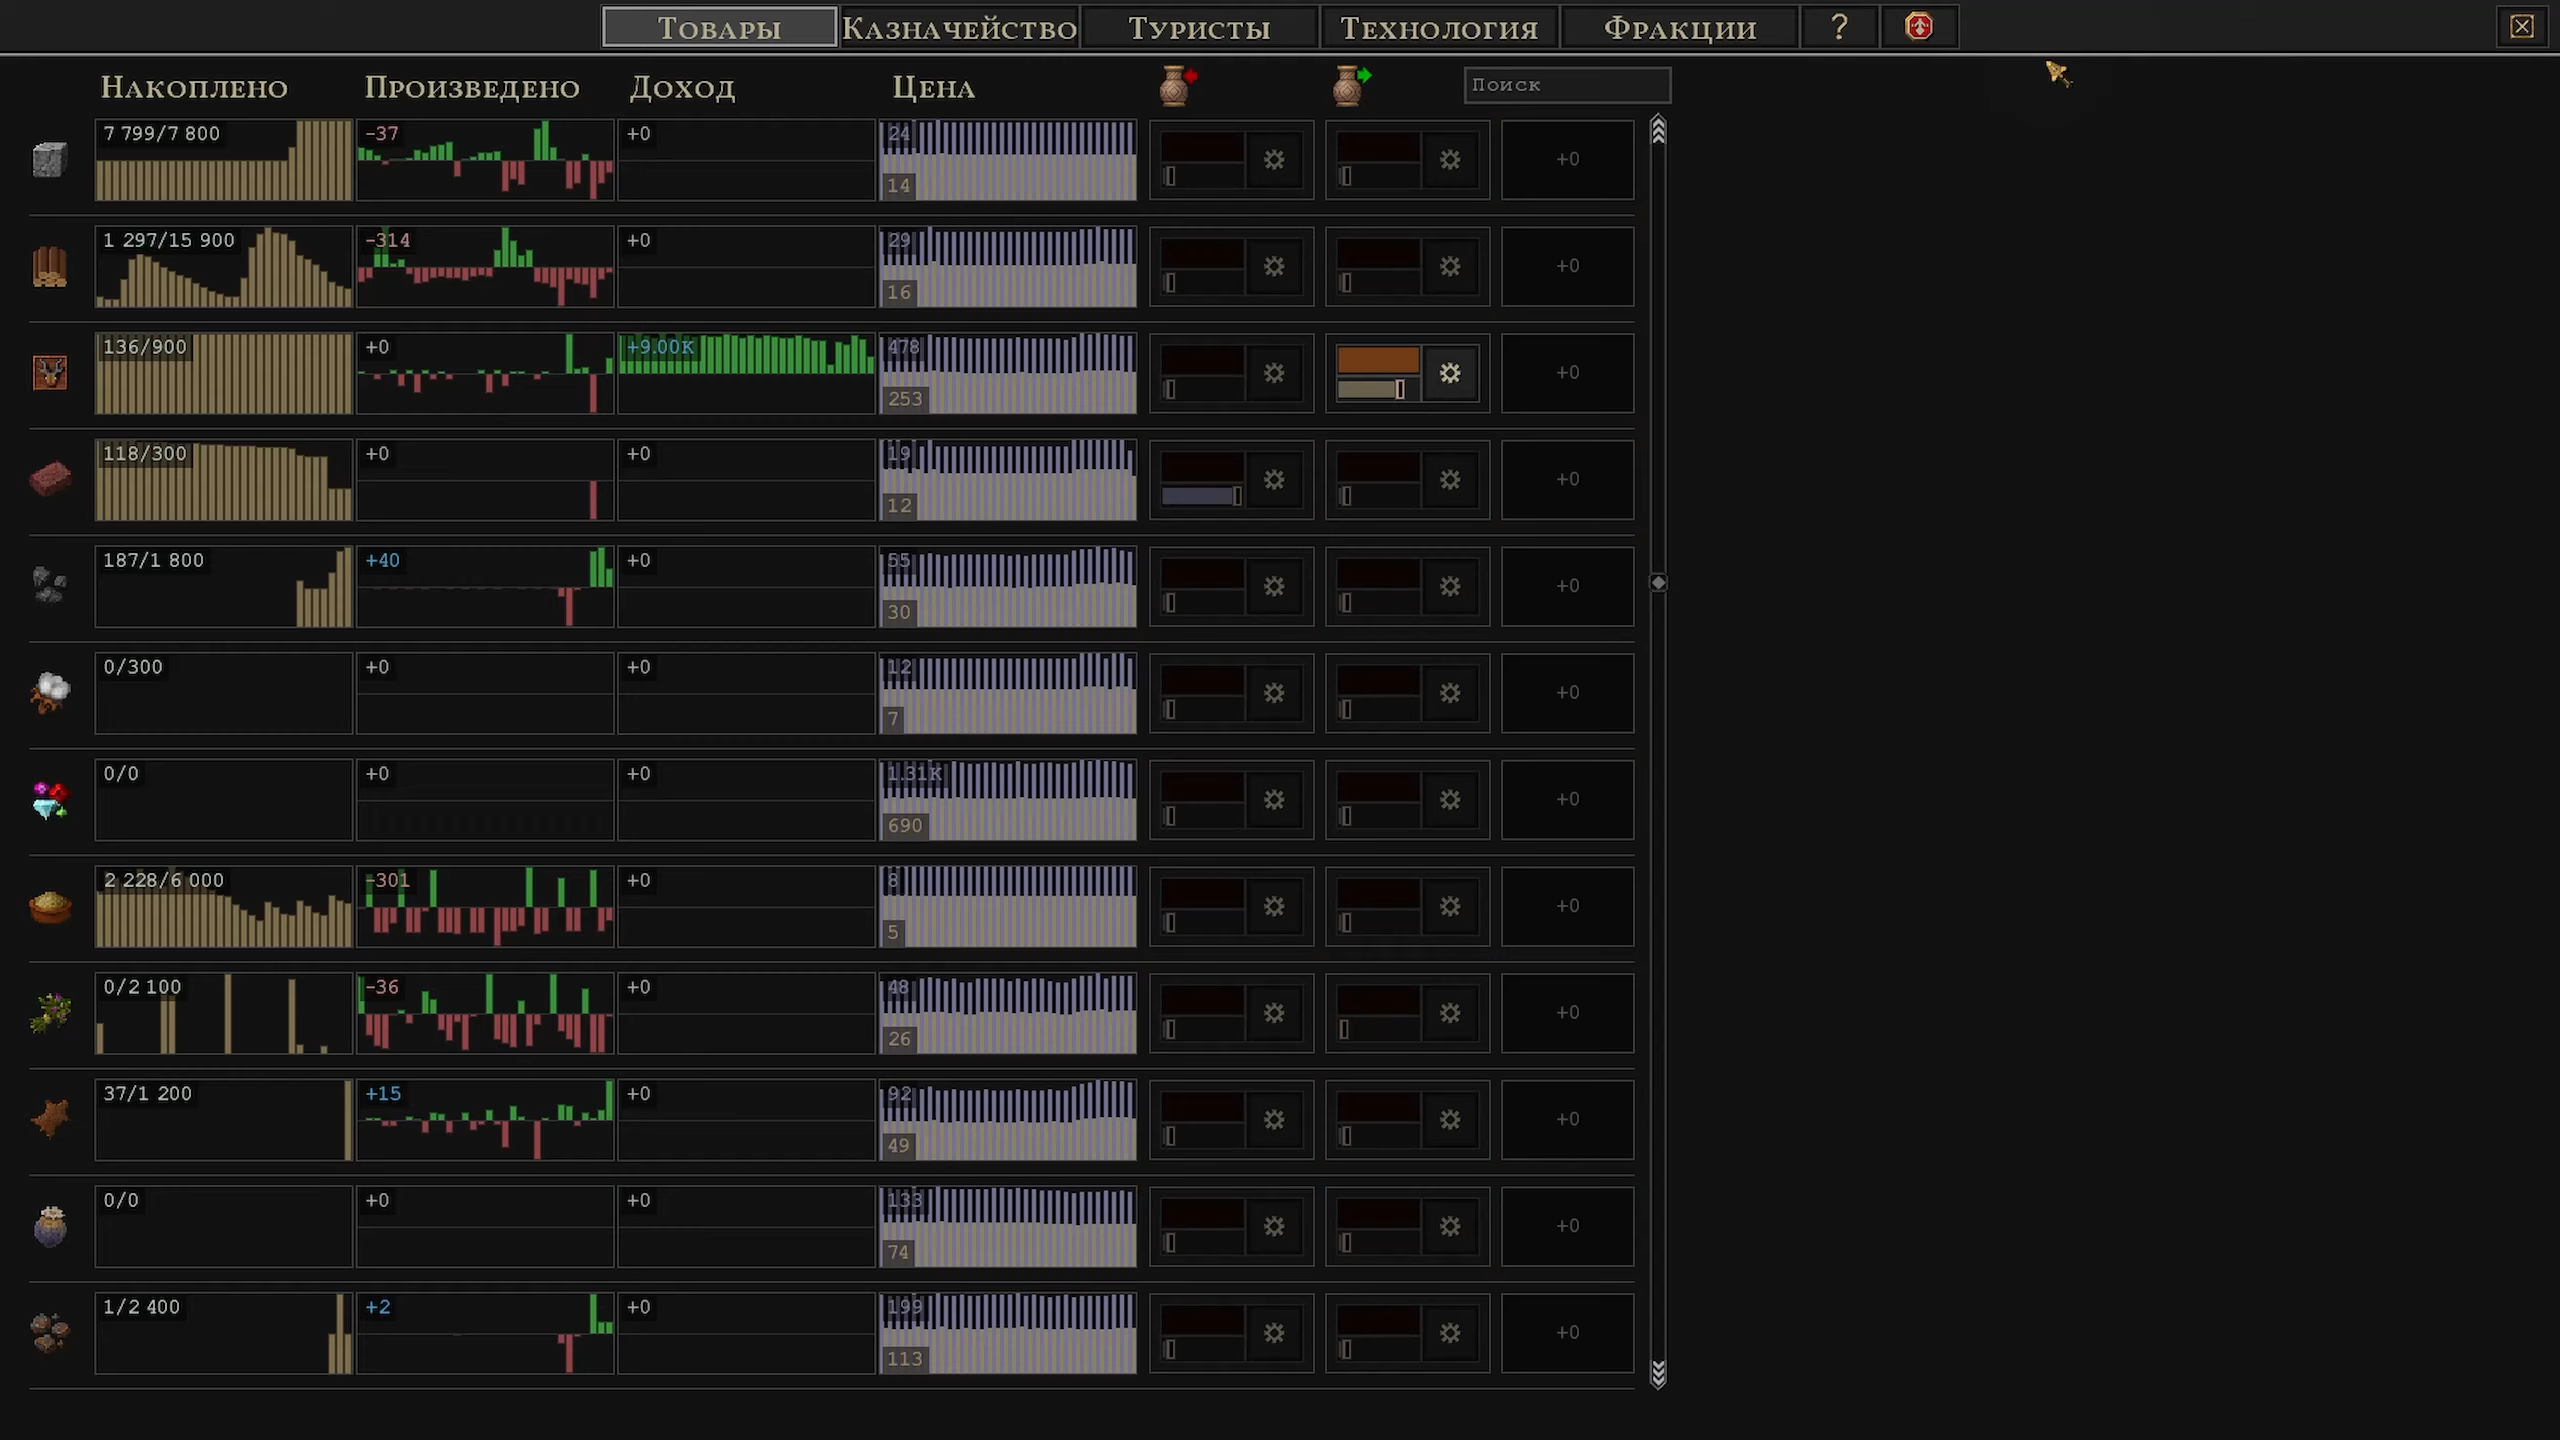 Товары Казначейство Туристы Технология Фракции ?
Накоплено Произведено Доход Цена Поиск
7 799/7 800 -37 +0 24 14 +0
1 297/15 900 -314 +0 29 16 +0
136/900 +0 +9.00K 478 253 +0
118/300 +0 +0 19 12 +0
187/1 800 +40 +0 55 30 +0
0/300 +0 +0 12 7 +0
0/0 +0 +0 1.31K 690 +0
2 228/6 000 -301 +0 8 5 +0
0/2 100 -36 +0 48 26 +0
37/1 200 +15 +0 92 49 +0
0/0 +0 +0 133 74 +0
1/2 400 +2 +0 199 113 +0